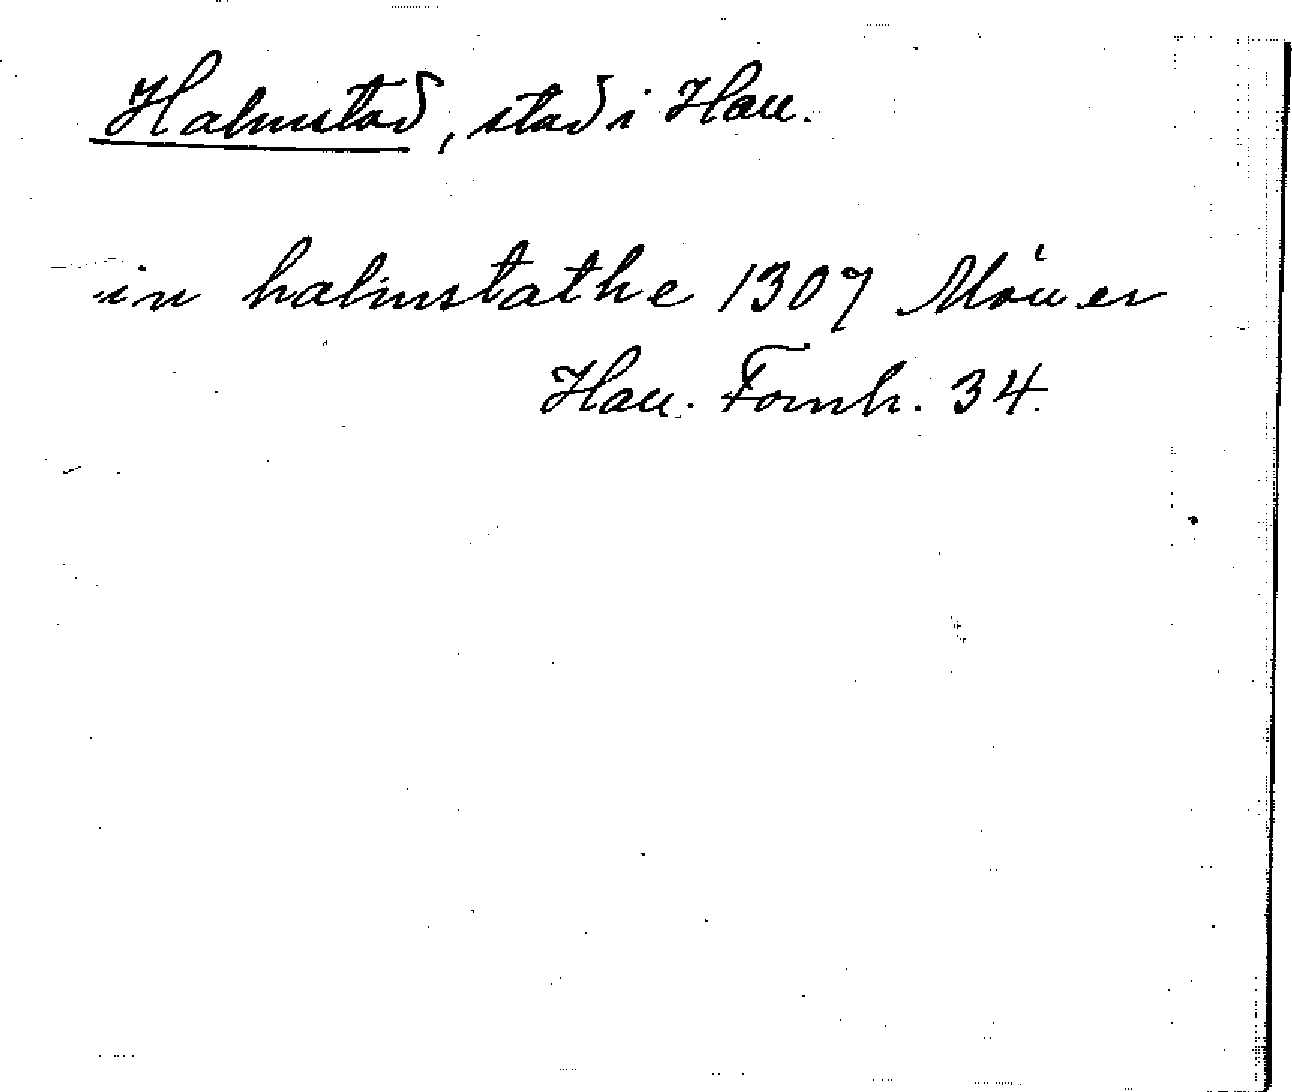 Halmstad, stad i Hall.
in halmstathe 1307 Möller
Hall. Fornh. 34.